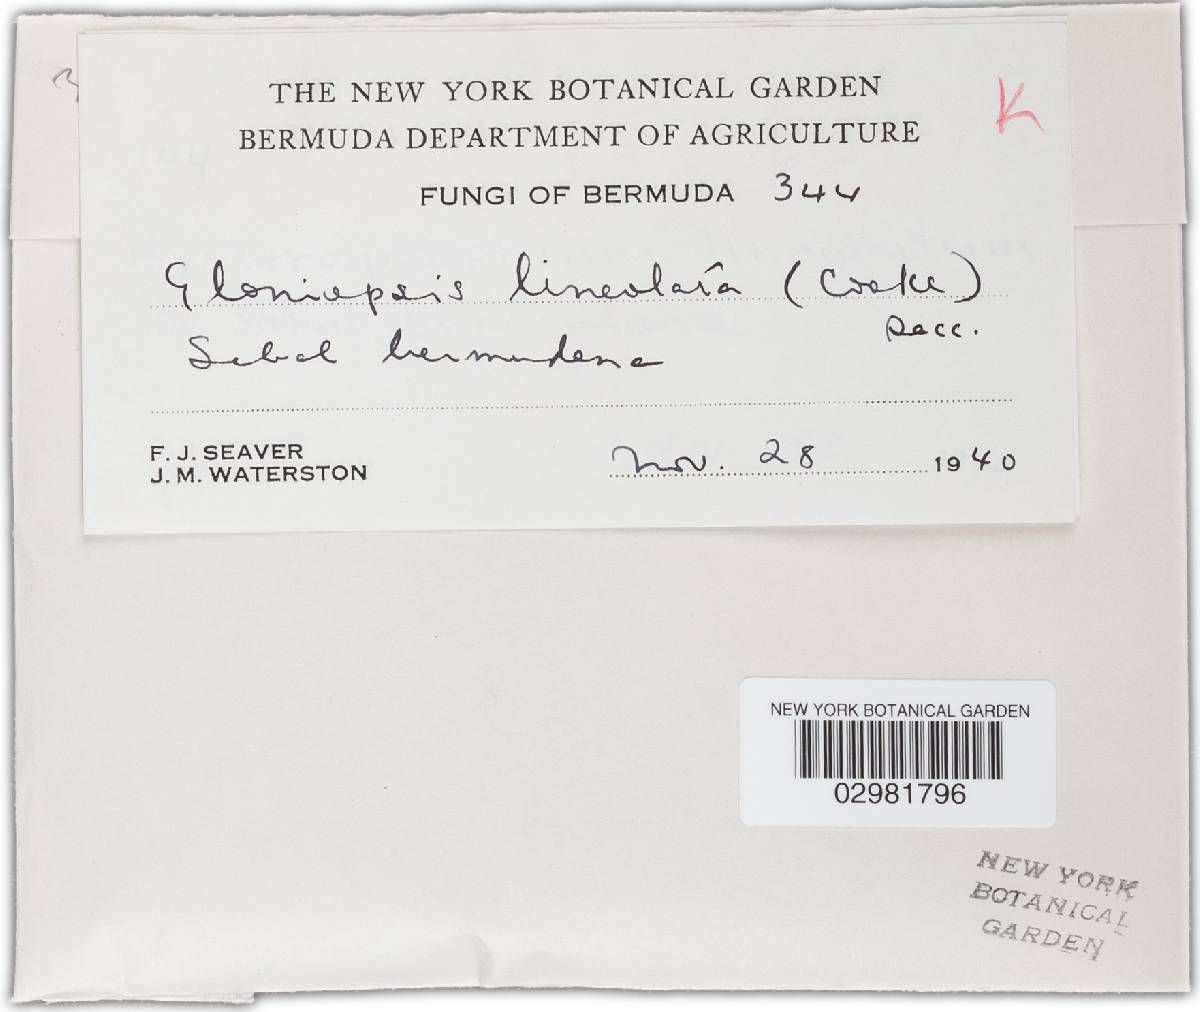 THE NEW YORK BOTANICAL GARDEN
BERMUDA DEPARTMENT OF AGRICULTURE
K
FUNGI OF BERMUDA 344
Gloniopsis lineolata (Cooke)
Sacc.
Sabal bermudana
F. J. SEAVER
J. M. WATERSTON
Nov. 28 1940
NEW YORK BOTANICAL GARDEN
02981796
NEW YORK
BOTANICAL
GARDEN